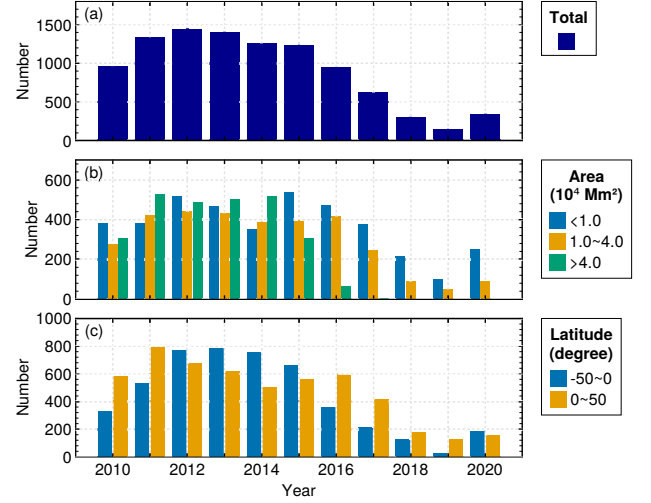 (a)
Number
1500
1000
500
0
Total
(b)
Number
600
400
200
0
Area
(10⁴ Mm²)
<1.0
1.0~4.0
>4.0
(c)
Number
1000
800
600
400
200
0
2010 2012 2014 2016 2018 2020
Year
Latitude
(degree)
-50~0
0~50